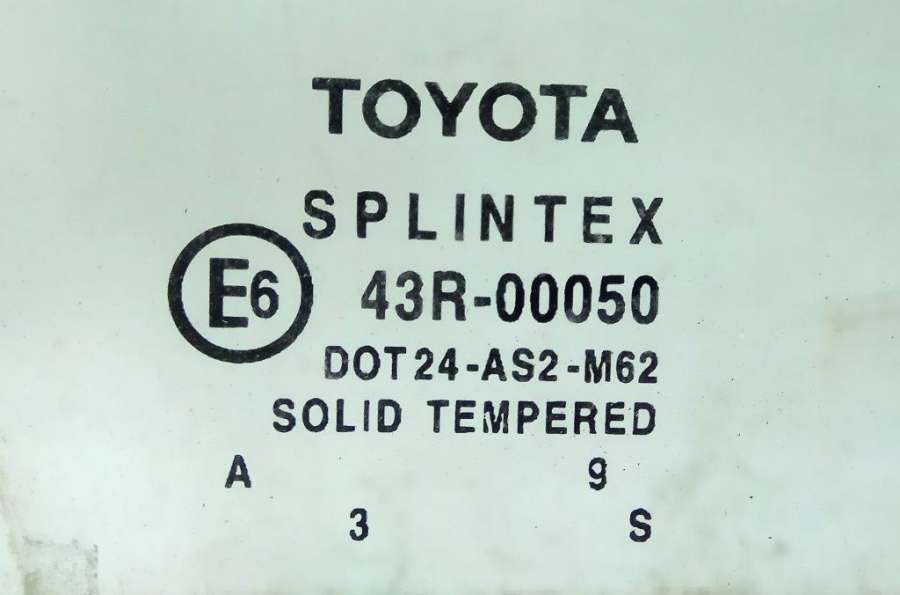 TOYOTA
SPLINTEX
E6 43R-00050
DOT24-AS2-M62
SOLID TEMPERED
A 9
3 S